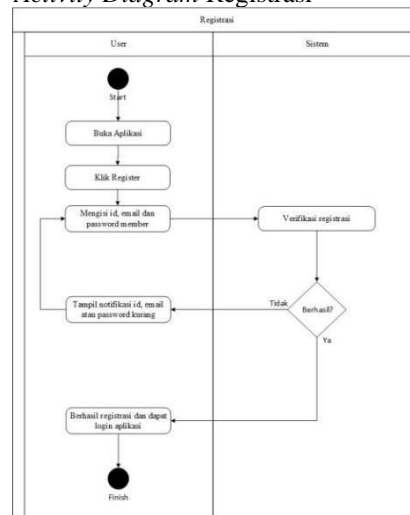 Activity Diagram Registrasi
Registrasi
User
Sistem
Start
Buka Aplikasi
Klik Register
Mengisi id, email dan
password member
Verifikasi registrasi
Tampil notifikasi id, email
atau password kurang
Tidak
Berhasil?
Ya
Berhasil registrasi dan dapat
login aplikasi
Finish